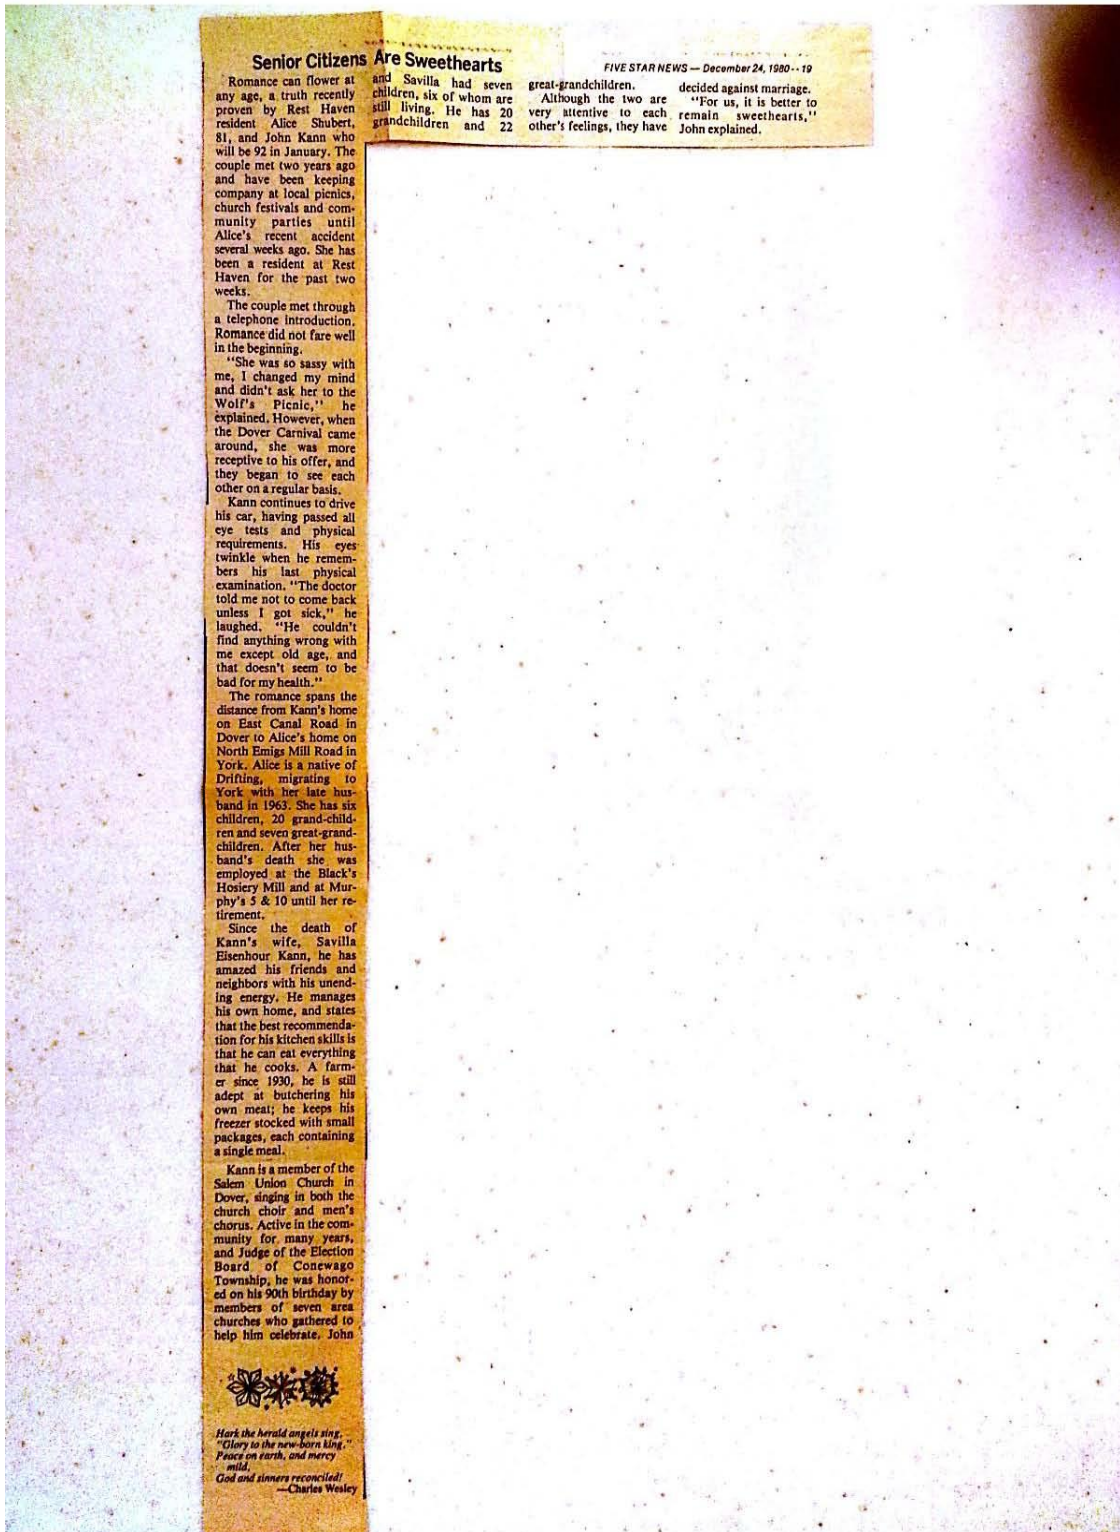 Senior Citizens Are Sweethearts
FIVE STAR NEWS — December 24, 1980 - - 19
Romance can flower at
any age, a truth recently
proven by Rest Haven
resident Alice Shubert,
81, and John Kann who
will be 92 in January. The
couple met two years ago
and have been keeping
company at local picnics,
church festivals and com-
munity parties until
Alice's recent accident
several weeks ago. She has
been a resident at Rest
Haven for the past two
weeks.
The couple met through
a telephone introduction.
Romance did not fare well
in the beginning.
"She was so sassy with
me, I changed my mind
and didn't ask her to the
Wolf's Picnic," he
explained. However, when
the Dover Carnival came
around, she was more
receptive to his offer, and
they began to see each
other on a regular basis.
Kann continues to drive
his car, having passed all
eye tests and physical
requirements. His eyes
twinkle when he remem-
bers his last physical
examination. "The doctor
told me not to come back
unless I got sick," he
laughed. "He couldn't
find anything wrong with
me except old age, and
that doesn't seem to be
bad for my health."
The romance spans the
distance from Kann's home
on East Canal Road in
Dover to Alice's home on
North Emigs Mill Road in
York. Alice is a native of
Drifting, migrating to
York with her late hus-
band in 1963. She has six
children, 20 grand-child-
ren and seven great-grand-
children. After her hus-
band's death she was
employed at the Black's
Hosiery Mill and at Mur-
phy's 5 & 10 until her re-
tirement.
Since the death of
Kann's wife, Savilla
Eisenhour Kann, he has
amazed his friends and
neighbors with his unend-
ing energy. He manages
his own home, and states
that the best recommenda-
tion for his kitchen skills is
that he can eat everything
that he cooks. A farm-
er since 1930, he is still
adept at butchering his
own meat; he keeps his
freezer stocked with small
packages, each containing
a single meal.
Kann is a member of the
Salem Union Church in
Dover, singing in both the
church choir and men's
chorus. Active in the com-
munity for many years,
and Judge of the Election
Board of Conewago
Township, he was honor-
ed on his 90th birthday by
members of seven area
churches who gathered to
help him celebrate. John
and Savilla had seven
children, six of whom are
still living. He has 20
grandchildren and 22
great-grandchildren.
Although the two are
very attentive to each
other's feelings, they have
decided against marriage.
"For us, it is better to
remain sweethearts,"
John explained.
Hark the herald angels sing,
"Glory to the new-born king,"
Peace on earth, and mercy
mild,
God and sinners reconciled!
—Charles Wesley